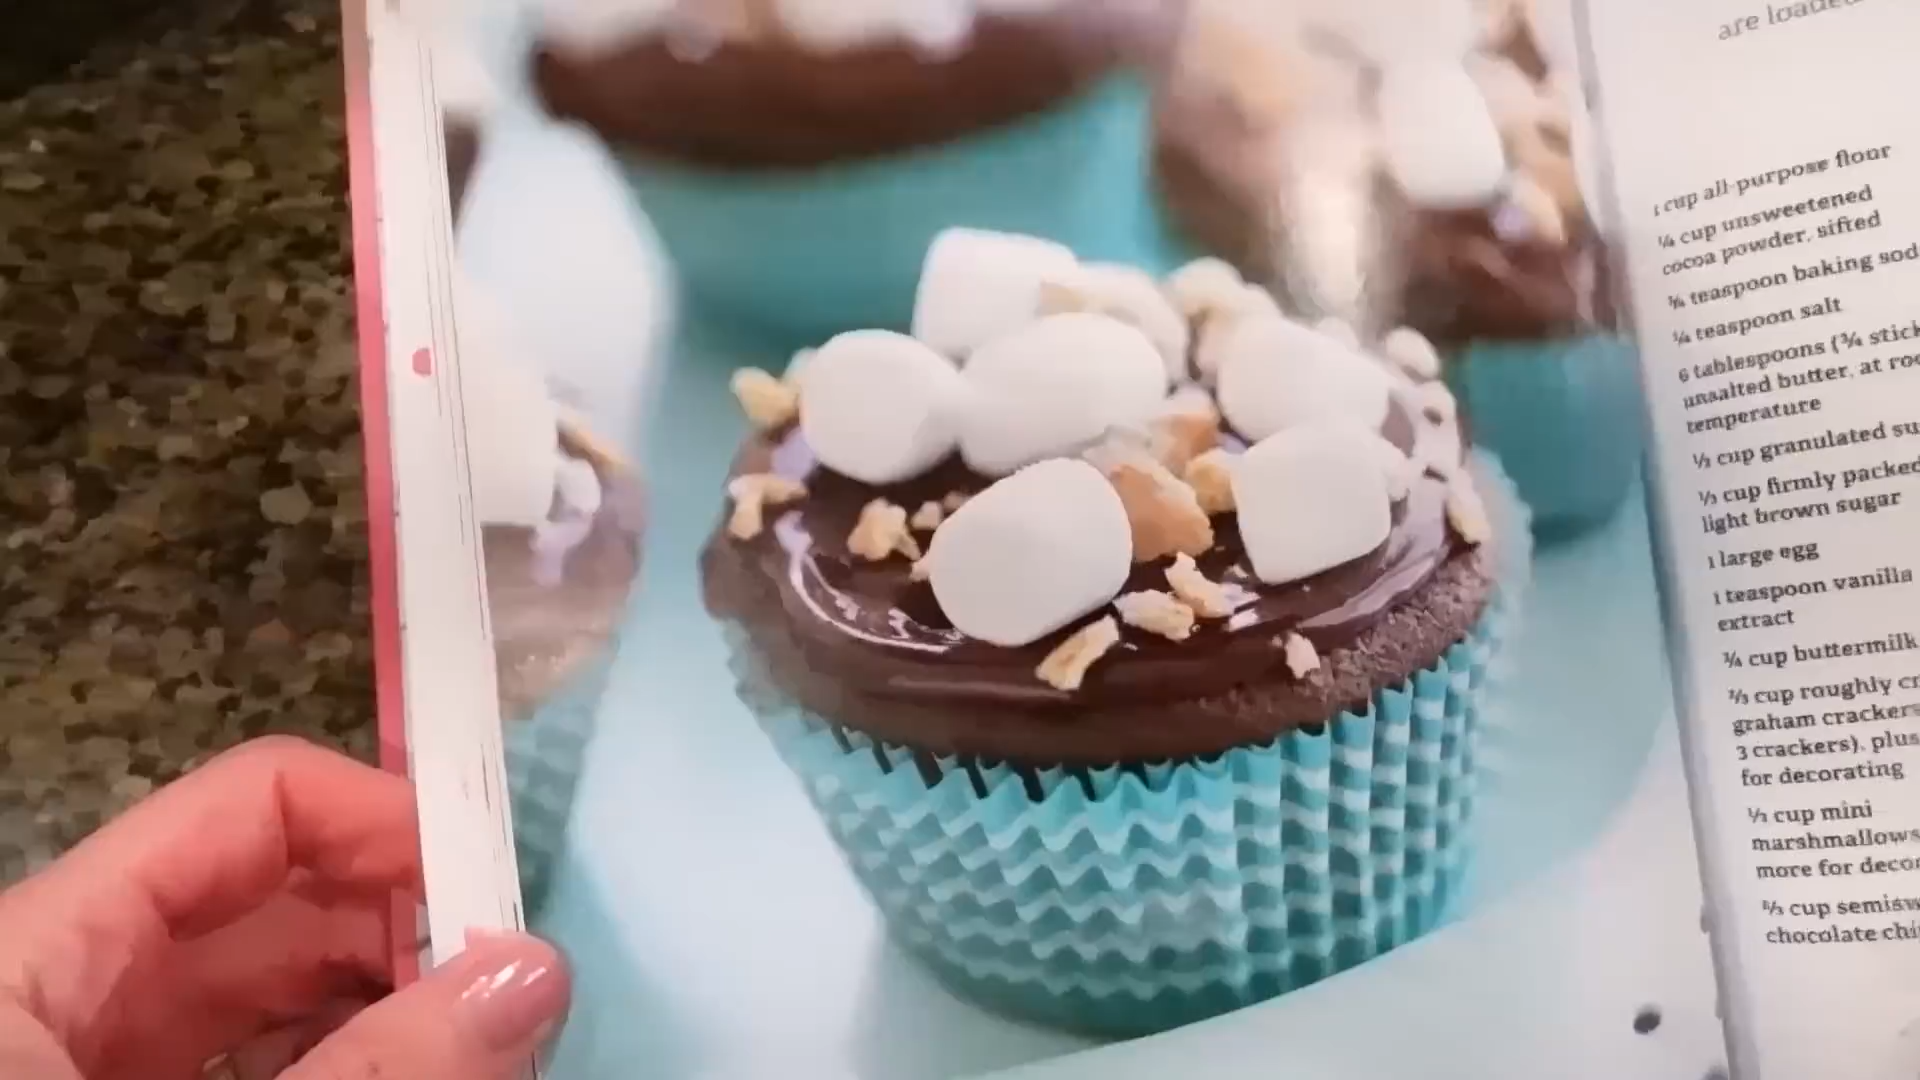 are loaded
1 cup all-purpose flour
¼ cup unsweetened
cocoa powder, sifted
¾ teaspoon baking sod
¼ teaspoon salt
6 tablespoons (¾ stick
unsalted butter, at roo
temperature
⅓ cup granulated su
⅓ cup firmly packed
light brown sugar
1 large egg
1 teaspoon vanilla
extract
¾ cup buttermilk
⅔ cup roughly cr
graham crackers
3 crackers), plus
for decorating
⅓ cup mini
marshmallows
more for decor
⅔ cup semisw
chocolate chi